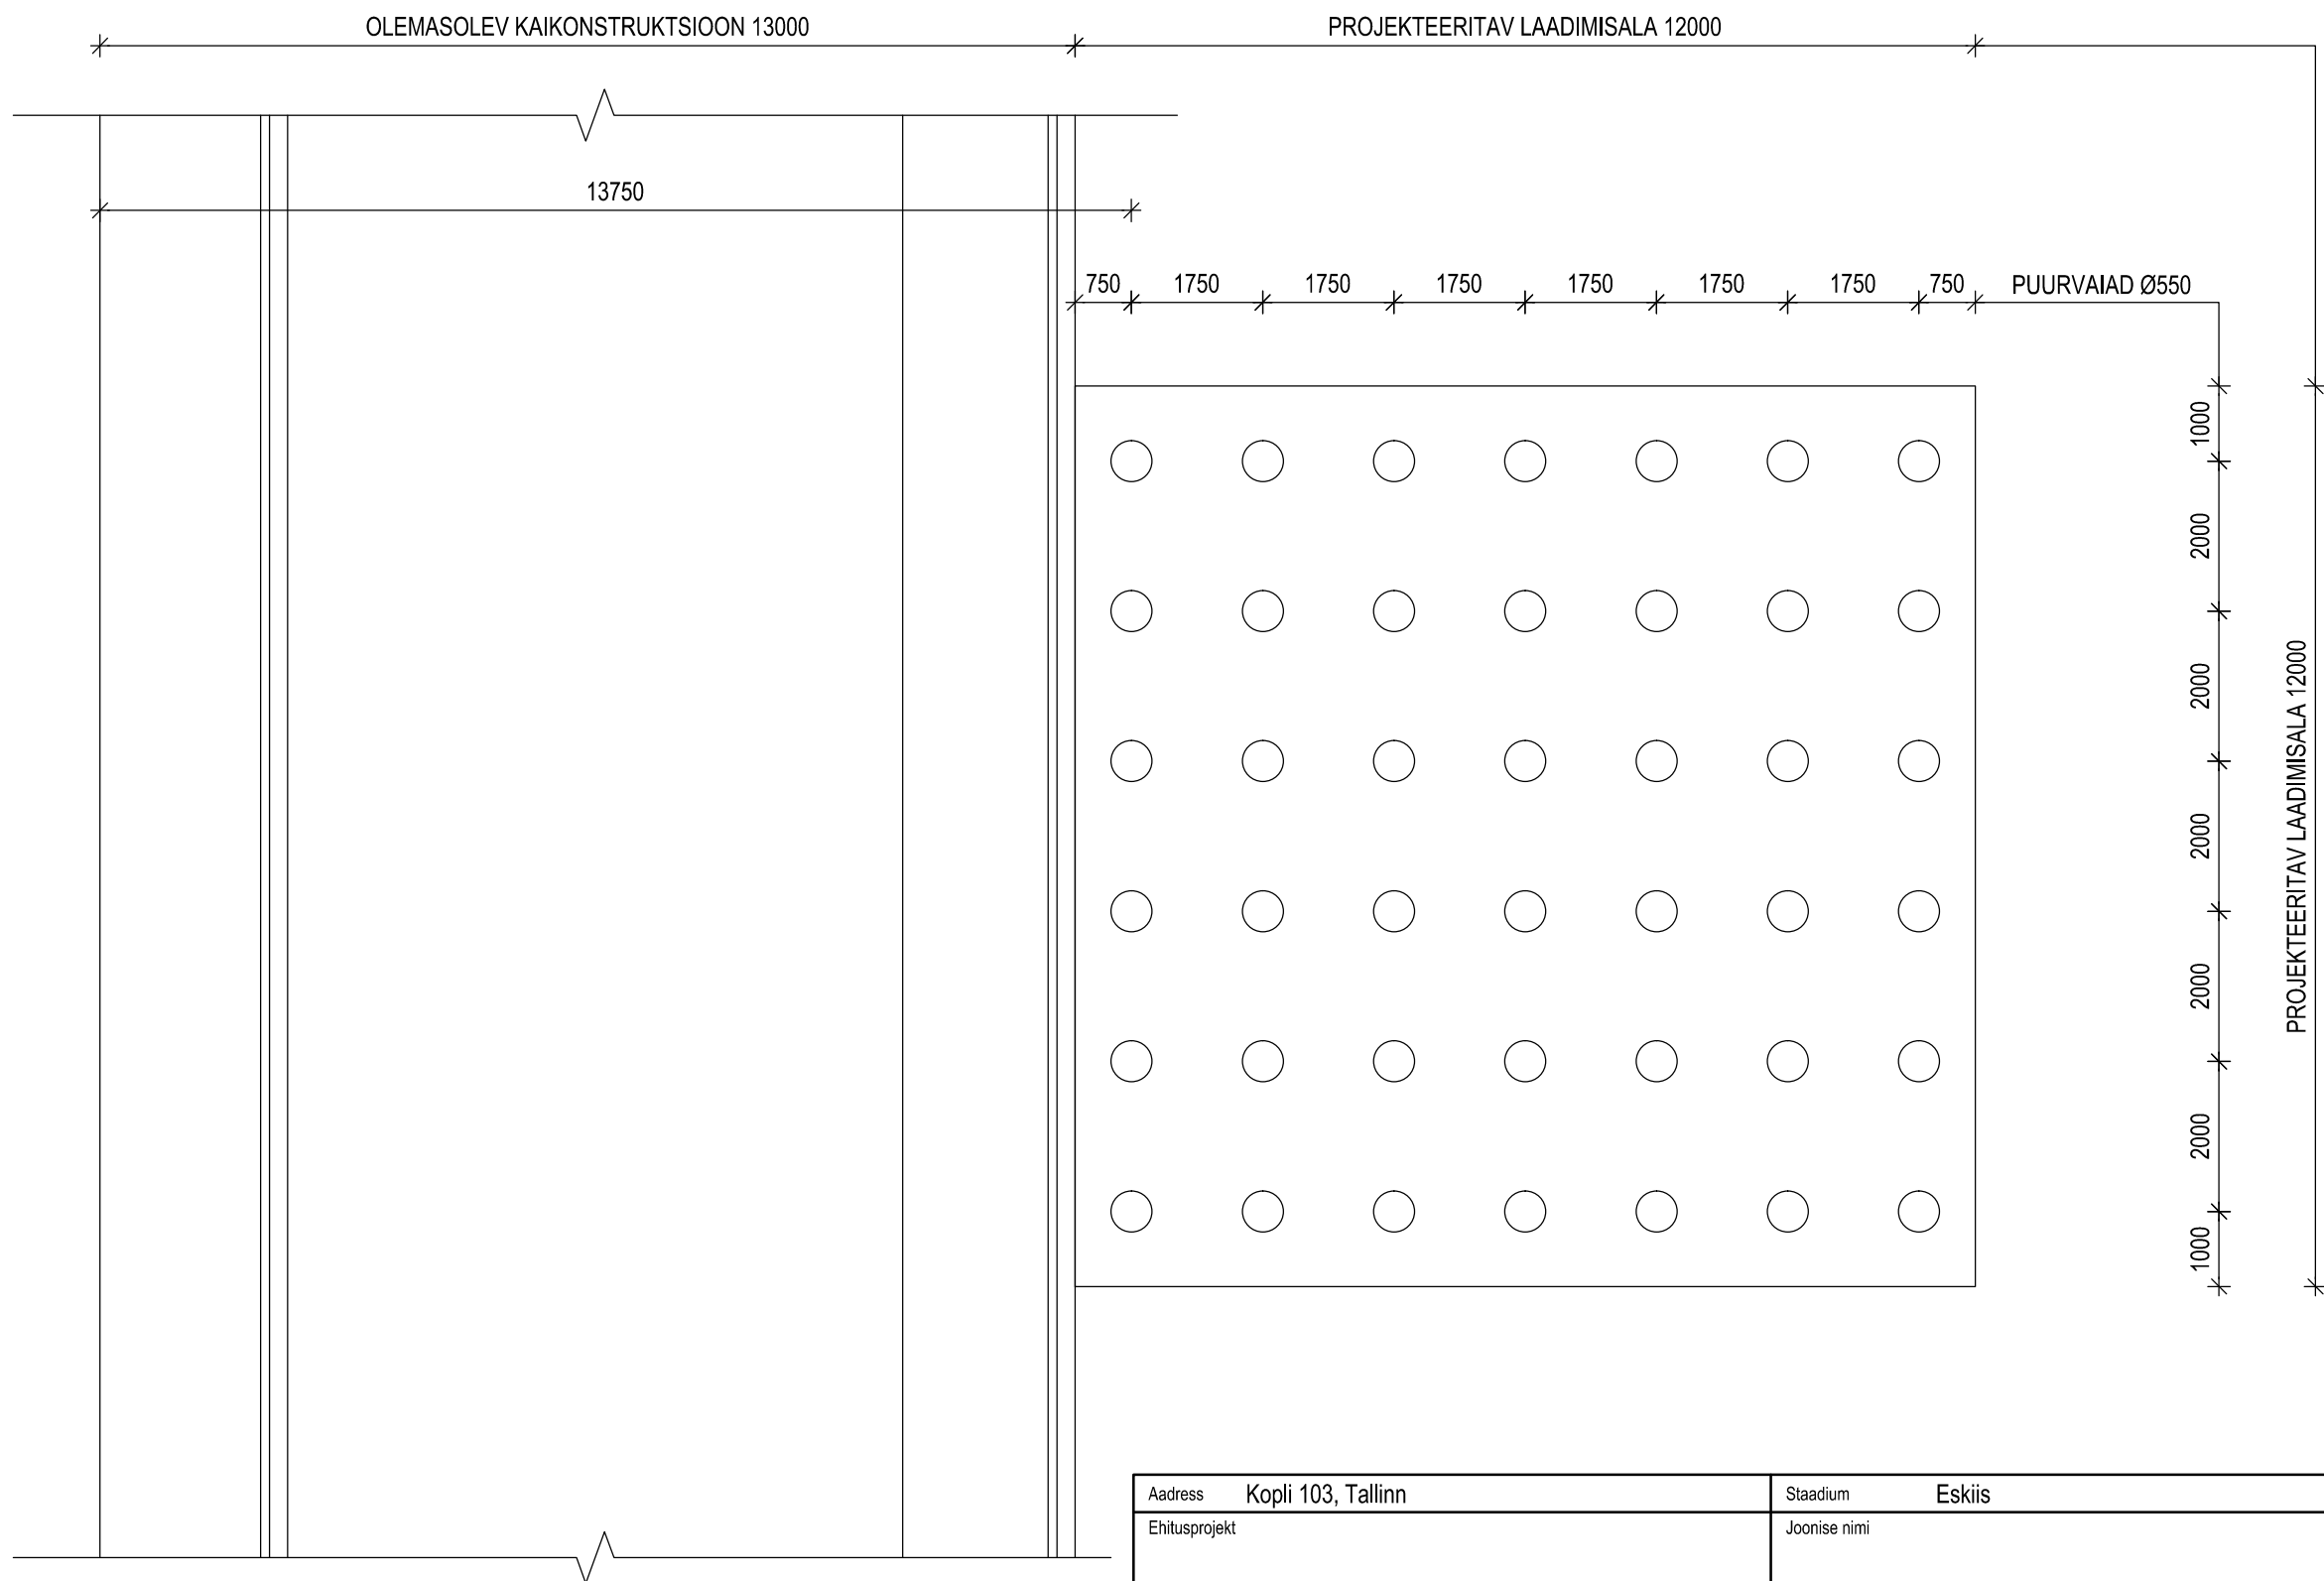 OLEMASOLEV KAIKONSTRUKTSIOON 13000
PROJEKTEERITAV LAADIMISALA 12000
13750
750 1750 1750 1750 1750 1750 1750 750 PUURVAIAD Ø550
1000
2000
2000
2000
2000
2000
1000
PROJEKTEERITAV LAADIMISALA 12000
Aadress Kopli 103, Tallinn
Staadium Eskiis
Ehitusprojekt
Joonise nimi